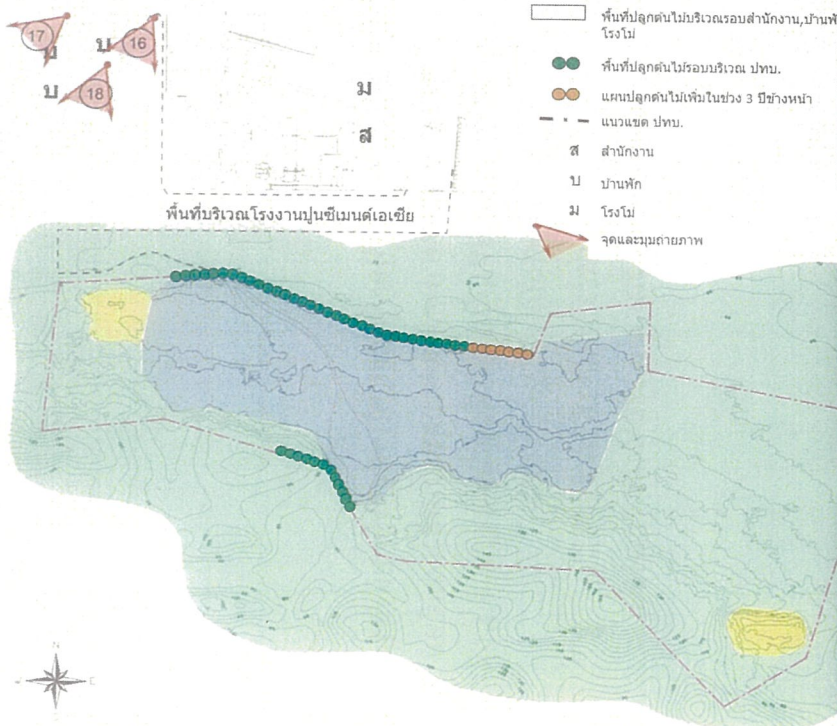 17
บ
บ
16
บ
18
ม
ส
พื้นที่บริเวณโรงงานปูนซีเมนต์เอเซีย
พื้นที่ปลูกต้นไม้บริเวณรอบสำนักงาน,บ้านพั
โรงโม่
พื้นที่ปลูกต้นไม้รอบบริเวณ ปทบ.
แผนปลูกต้นไม้เพิ่มในช่วง 3 ปีข้างหน้า
แนวเขต ปทบ.
ส สำนักงาน
บ บ้านพัก
ม โรงโม่
จุดและมุมถ่ายภาพ
N
E